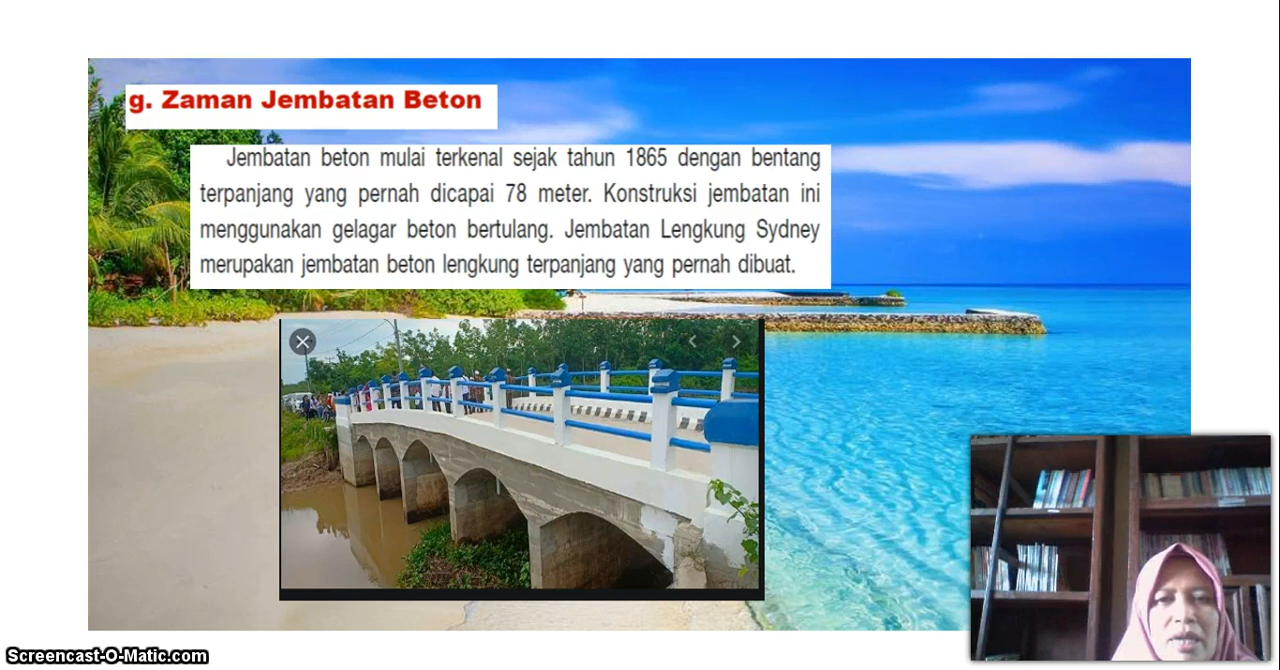 g. Zaman Jembatan Beton
Jembatan beton mulai terkenal sejak tahun 1865 dengan bentang
terpanjang yang pernah dicapai 78 meter. Konstruksi jembatan ini
menggunakan gelagar beton bertulang. Jembatan Lengkung Sydney
merupakan jembatan beton lengkung terpanjang yang pernah dibuat.
Screencast-O-Matic.com